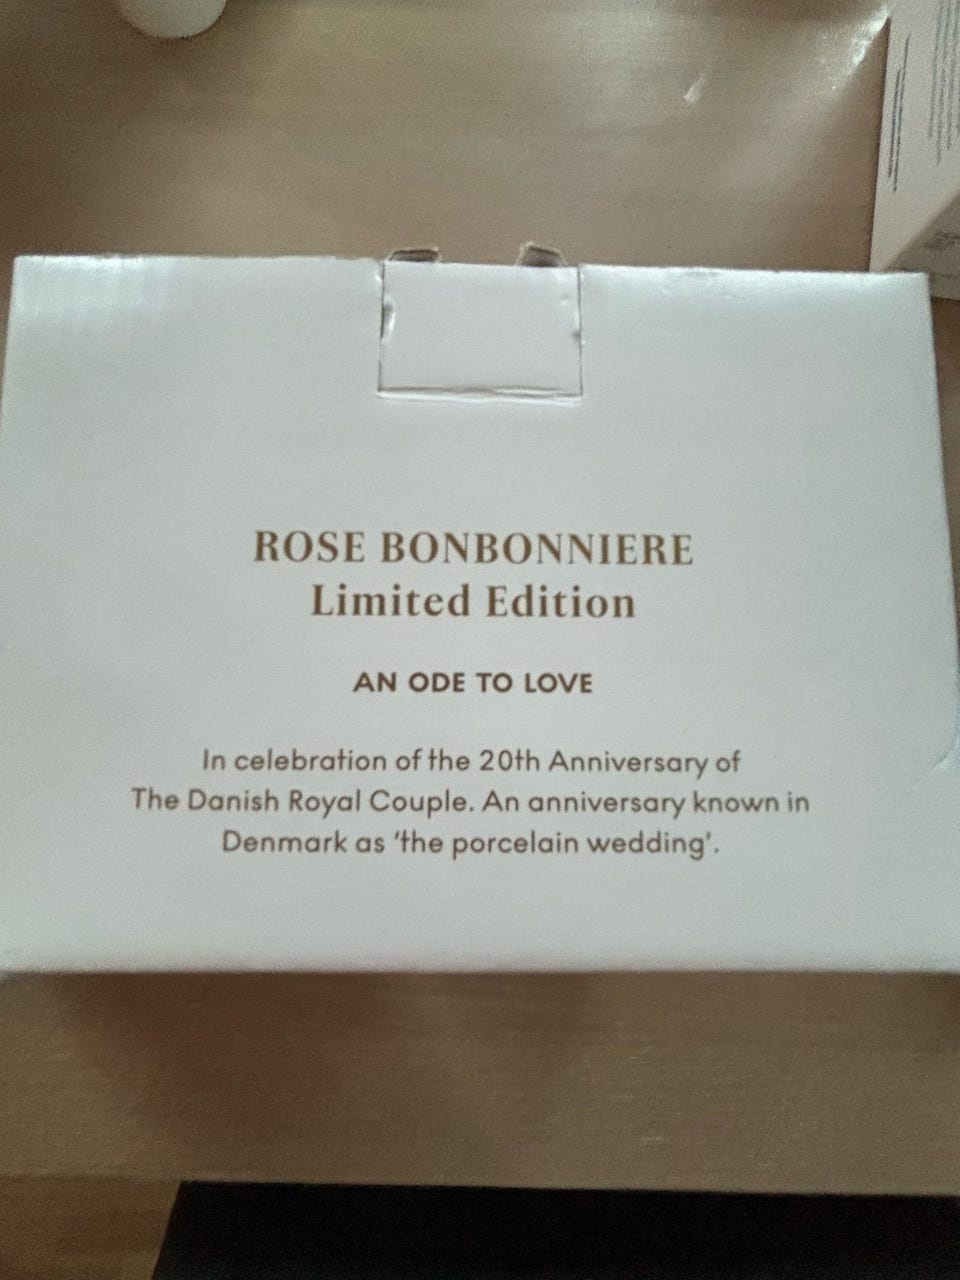 ROSE BONBONNIERE
Limited Edition
AN ODE TO LOVE
In celebration of the 20th Anniversary of
The Danish Royal Couple. An anniversary known in
Denmark as ‘the porcelain wedding’.